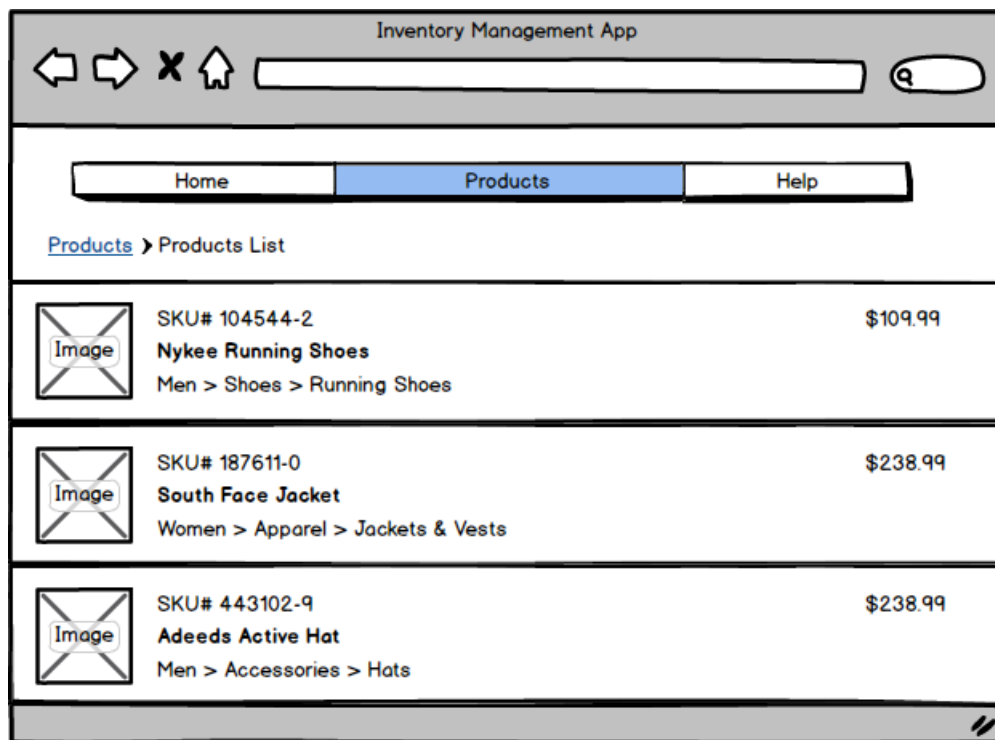 Inventory Management App
Home Products Help
Products > Products List
Image
SKU# 104544-2 $109.99
Nykee Running Shoes
Men > Shoes > Running Shoes
Image
SKU# 187611-0 $238.99
South Face Jacket
Women > Apparel > Jackets & Vests
Image
SKU# 443102-9 $238.99
Adeeds Active Hat
Men > Accessories > Hats